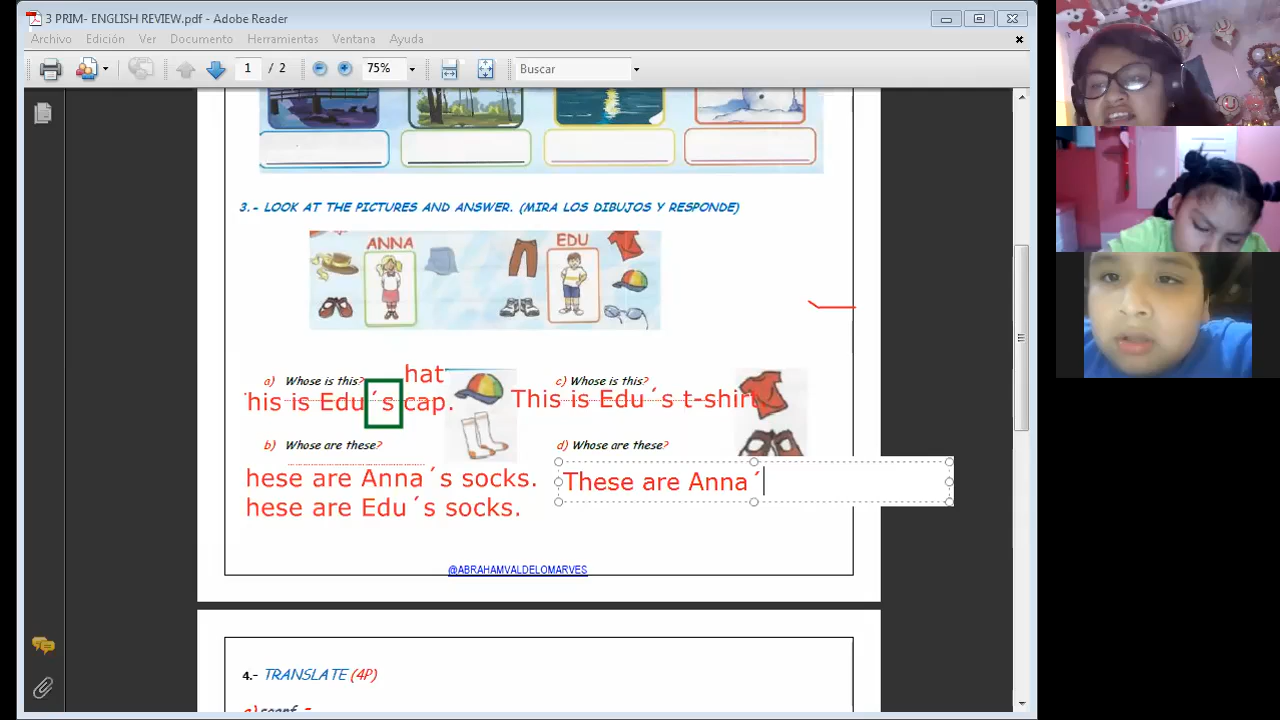 3 PRIM- ENGLISH REVIEW.pdf - Adobe Reader
Archivo Edición Ver Documento Herramientas Ventana Ayuda
1 / 2 75% Buscar
3.- LOOK AT THE PICTURES AND ANSWER. (MIRA LOS DIBUJOS Y RESPONDE)
ANNA EDU
hat
a) Whose is this? c) Whose is this?
his is Edu´s cap. This is Edu´s t-shirt
b) Whose are these? d) Whose are these?
hese are Anna´s socks. These are Anna´
hese are Edu´s socks.
@ABRAHAMVALDELOMARVES
4.- TRANSLATE (4P)
a) scarf -